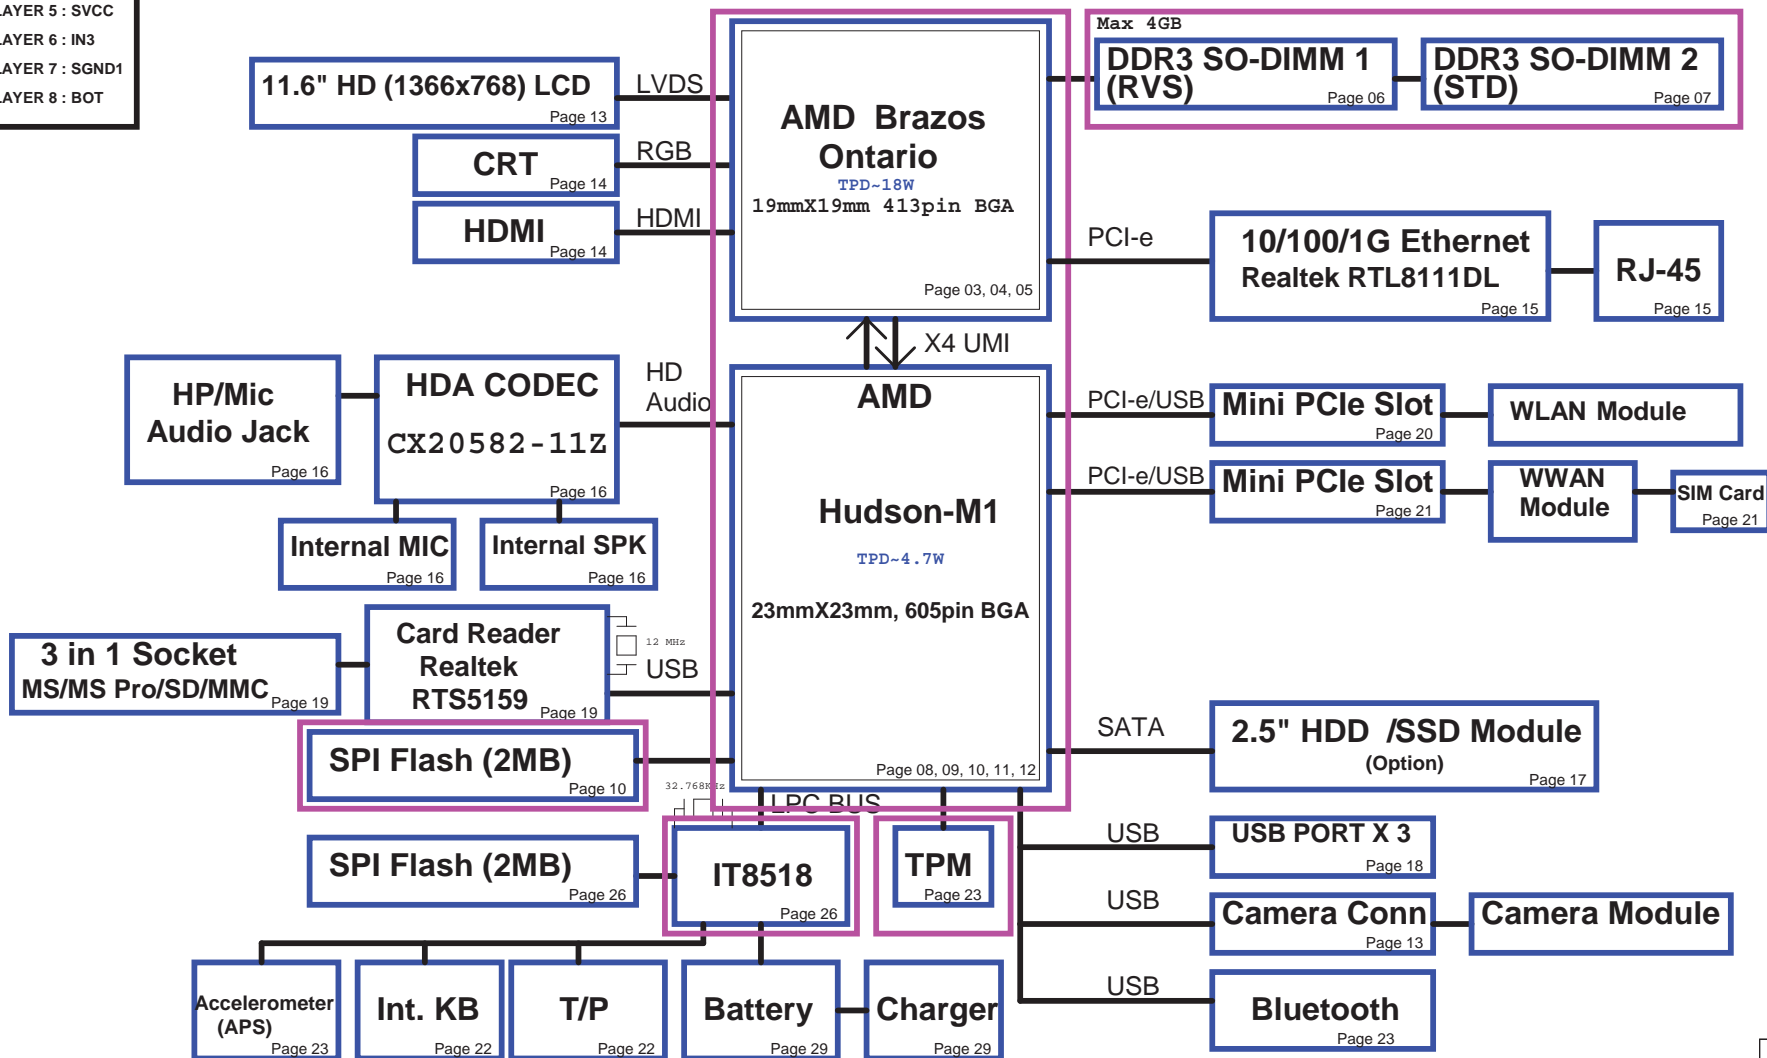 LAYER 5 : SVCC
LAYER 6 : IN3
LAYER 7 : SGND1
LAYER 8 : BOT
Max 4GB
DDR3 SO-DIMM 1
(RVS)
Page 06
DDR3 SO-DIMM 2
(STD)
Page 07
11.6" HD (1366x768) LCD
Page 13
LVDS
CRT
Page 14
RGB
HDMI
Page 14
HDMI
AMD Brazos
Ontario
TPD~18W
19mmX19mm 413pin BGA
Page 03, 04, 05
PCI-e
10/100/1G Ethernet
Realtek RTL8111DL
Page 15
RJ-45
Page 15
X4 UMI
HP/Mic
Audio Jack
Page 16
HDA CODEC
CX20582-11Z
Page 16
HD
Audio
Internal MIC
Page 16
Internal SPK
Page 16
AMD
Hudson-M1
TPD~4.7W
23mmX23mm, 605pin BGA
Page 08, 09, 10, 11, 12
PCI-e/USB
Mini PCIe Slot
Page 20
WLAN Module
PCI-e/USB
Mini PCIe Slot
Page 21
WWAN
Module
SIM Card
Page 21
3 in 1 Socket
MS/MS Pro/SD/MMC
Page 19
Card Reader
Realtek
RTS5159
Page 19
12 MHz
USB
SPI Flash (2MB)
Page 10
SATA
2.5" HDD /SSD Module
(Option)
Page 17
32.768KHz
LPC BUS
SPI Flash (2MB)
Page 26
IT8518
Page 26
TPM
Page 23
USB
USB PORT X 3
Page 18
USB
Camera Conn
Page 13
Camera Module
USB
Bluetooth
Page 23
Accelerometer
(APS)
Page 23
Int. KB
Page 22
T/P
Page 22
Battery
Page 29
Charger
Page 29